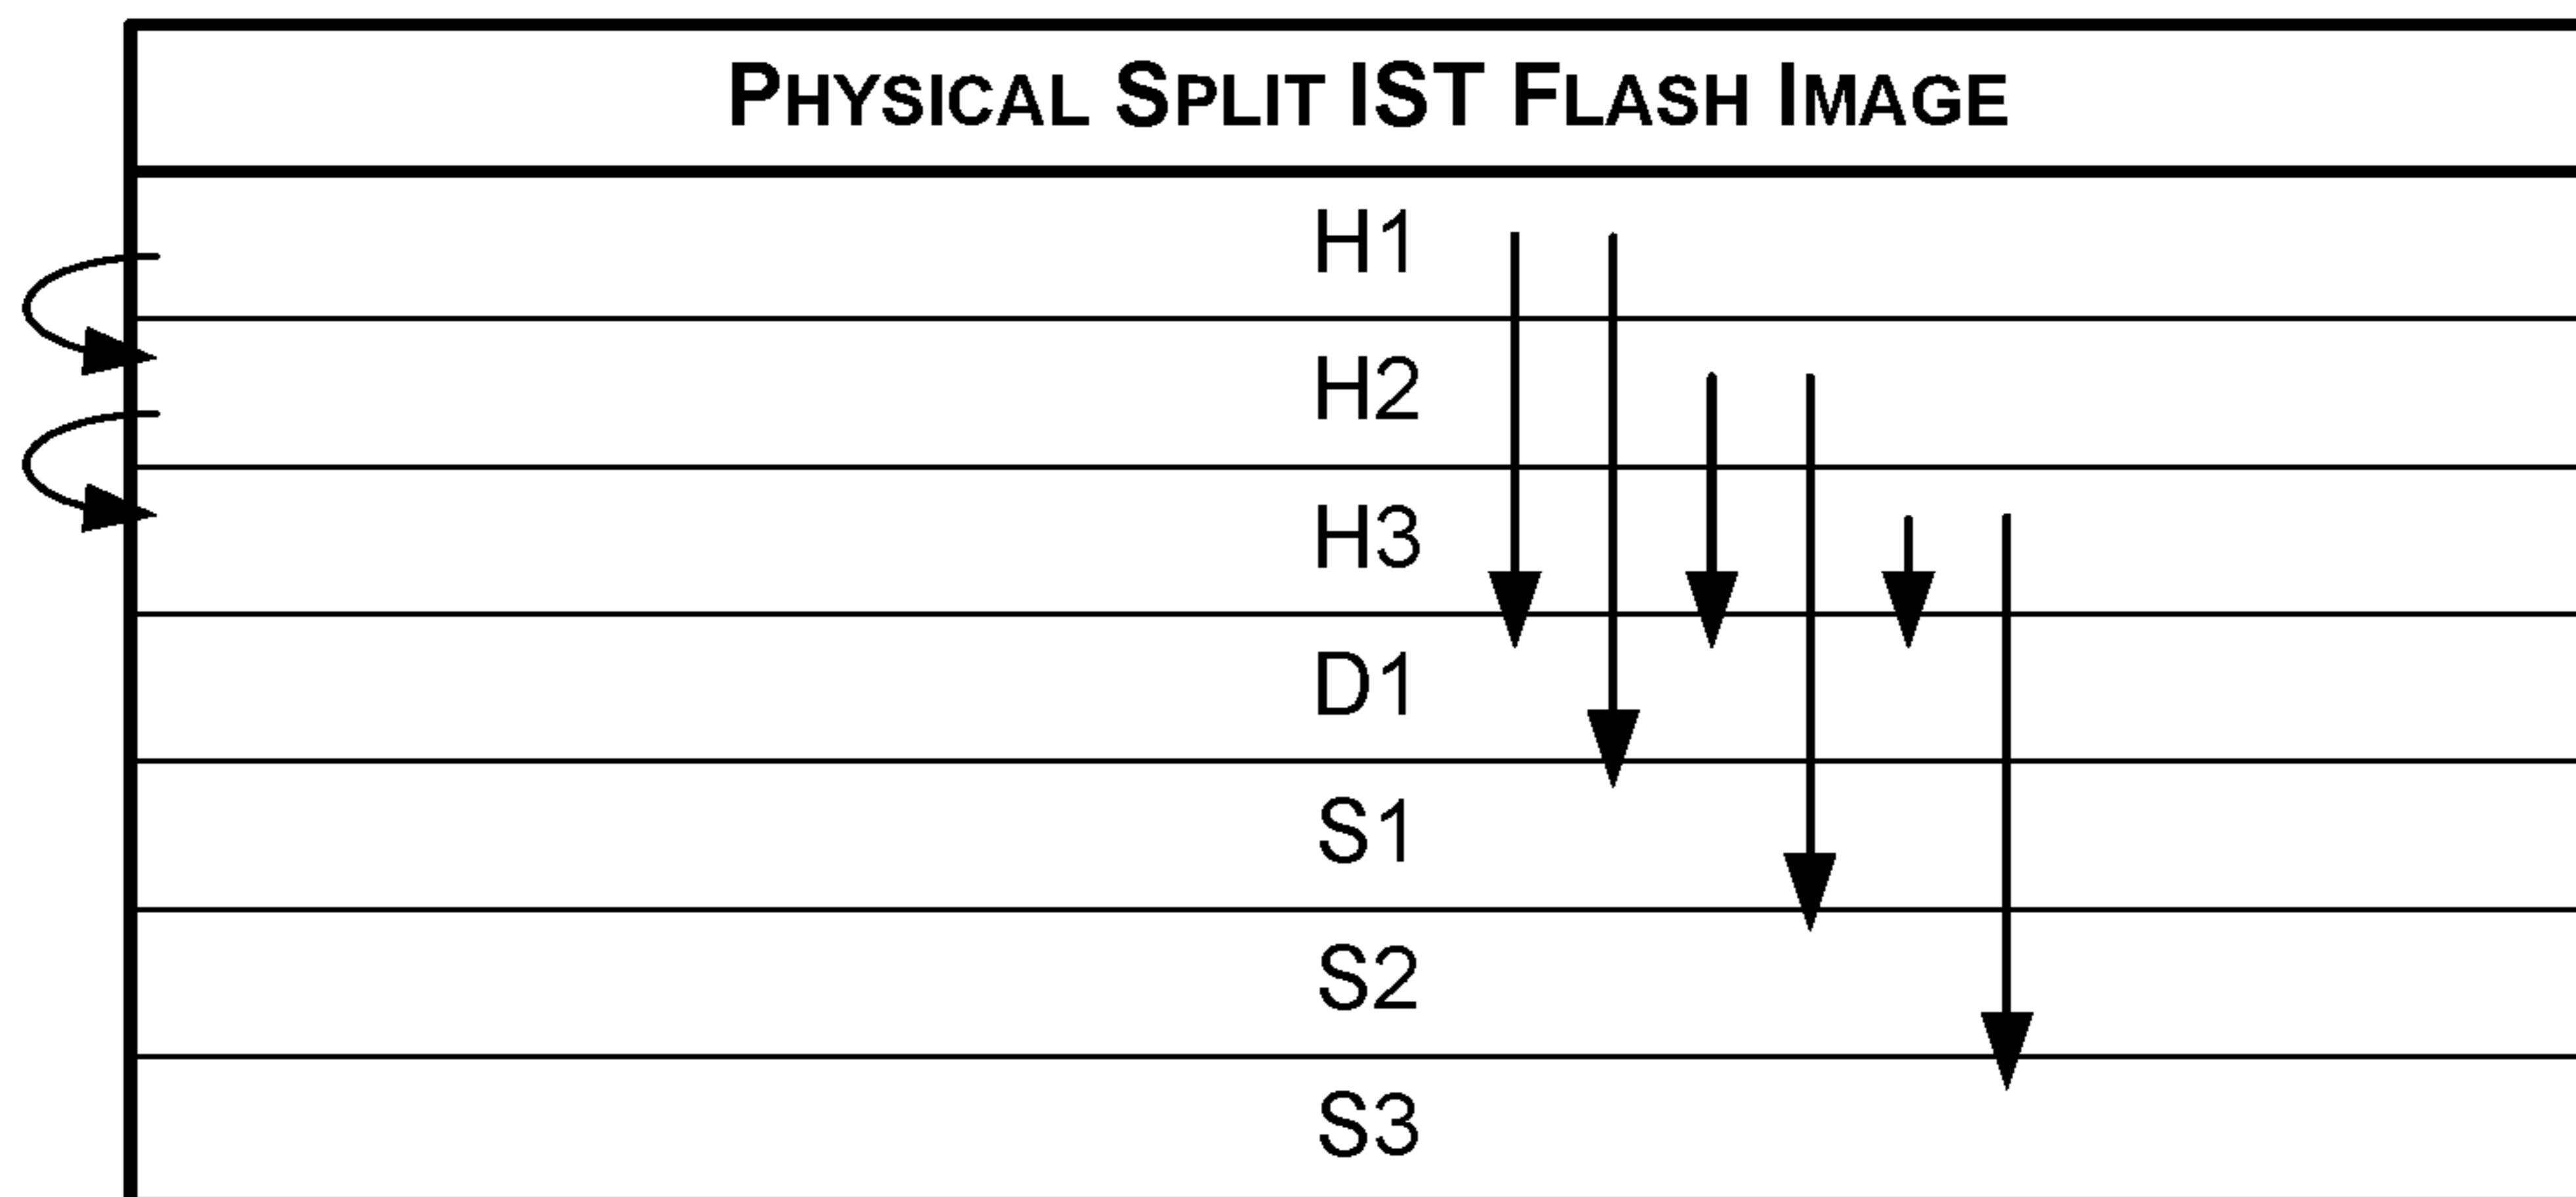 PHYSICAL SPLIT IST FLASH IMAGE
H1
H2
H3
D1
S1
S2
S3